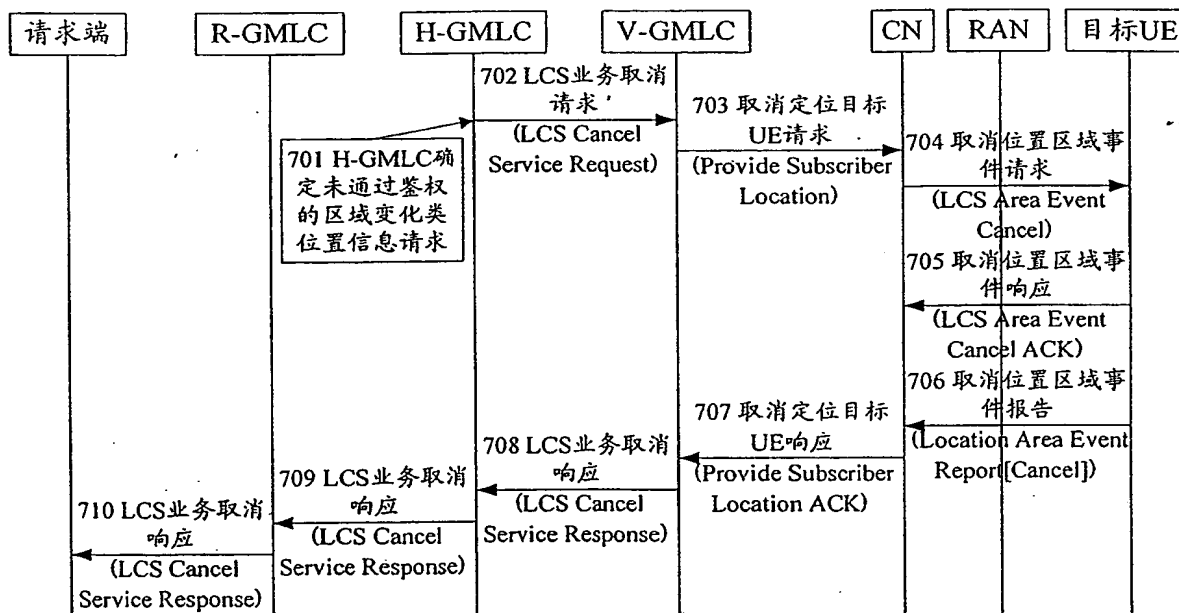 请求端
R-GMLC
H-GMLC
V-GMLC
CN
RAN
目标UE
701 H-GMLC确
定未通过鉴权
的区域变化类
位置信息请求
702 LCS业务取消
请求
(LCS Cancel
Service Request)
703 取消定位目标
UE请求
(Provide Subscriber
Location)
704 取消位置区域事
件请求
(LCS Area Event
Cancel)
705 取消位置区域事
件响应
(LCS Area Event
Cancel ACK)
706 取消位置区域事
件报告
(Location Area Event
Report[Cancel])
707 取消定位目标
UE响应
(Provide Subscriber
Location ACK)
708 LCS业务取消
响应
(LCS Cancel
Service Response)
709 LCS业务取消
响应
(LCS Cancel
Service Response)
710 LCS业务取消
响应
(LCS Cancel
Service Response)